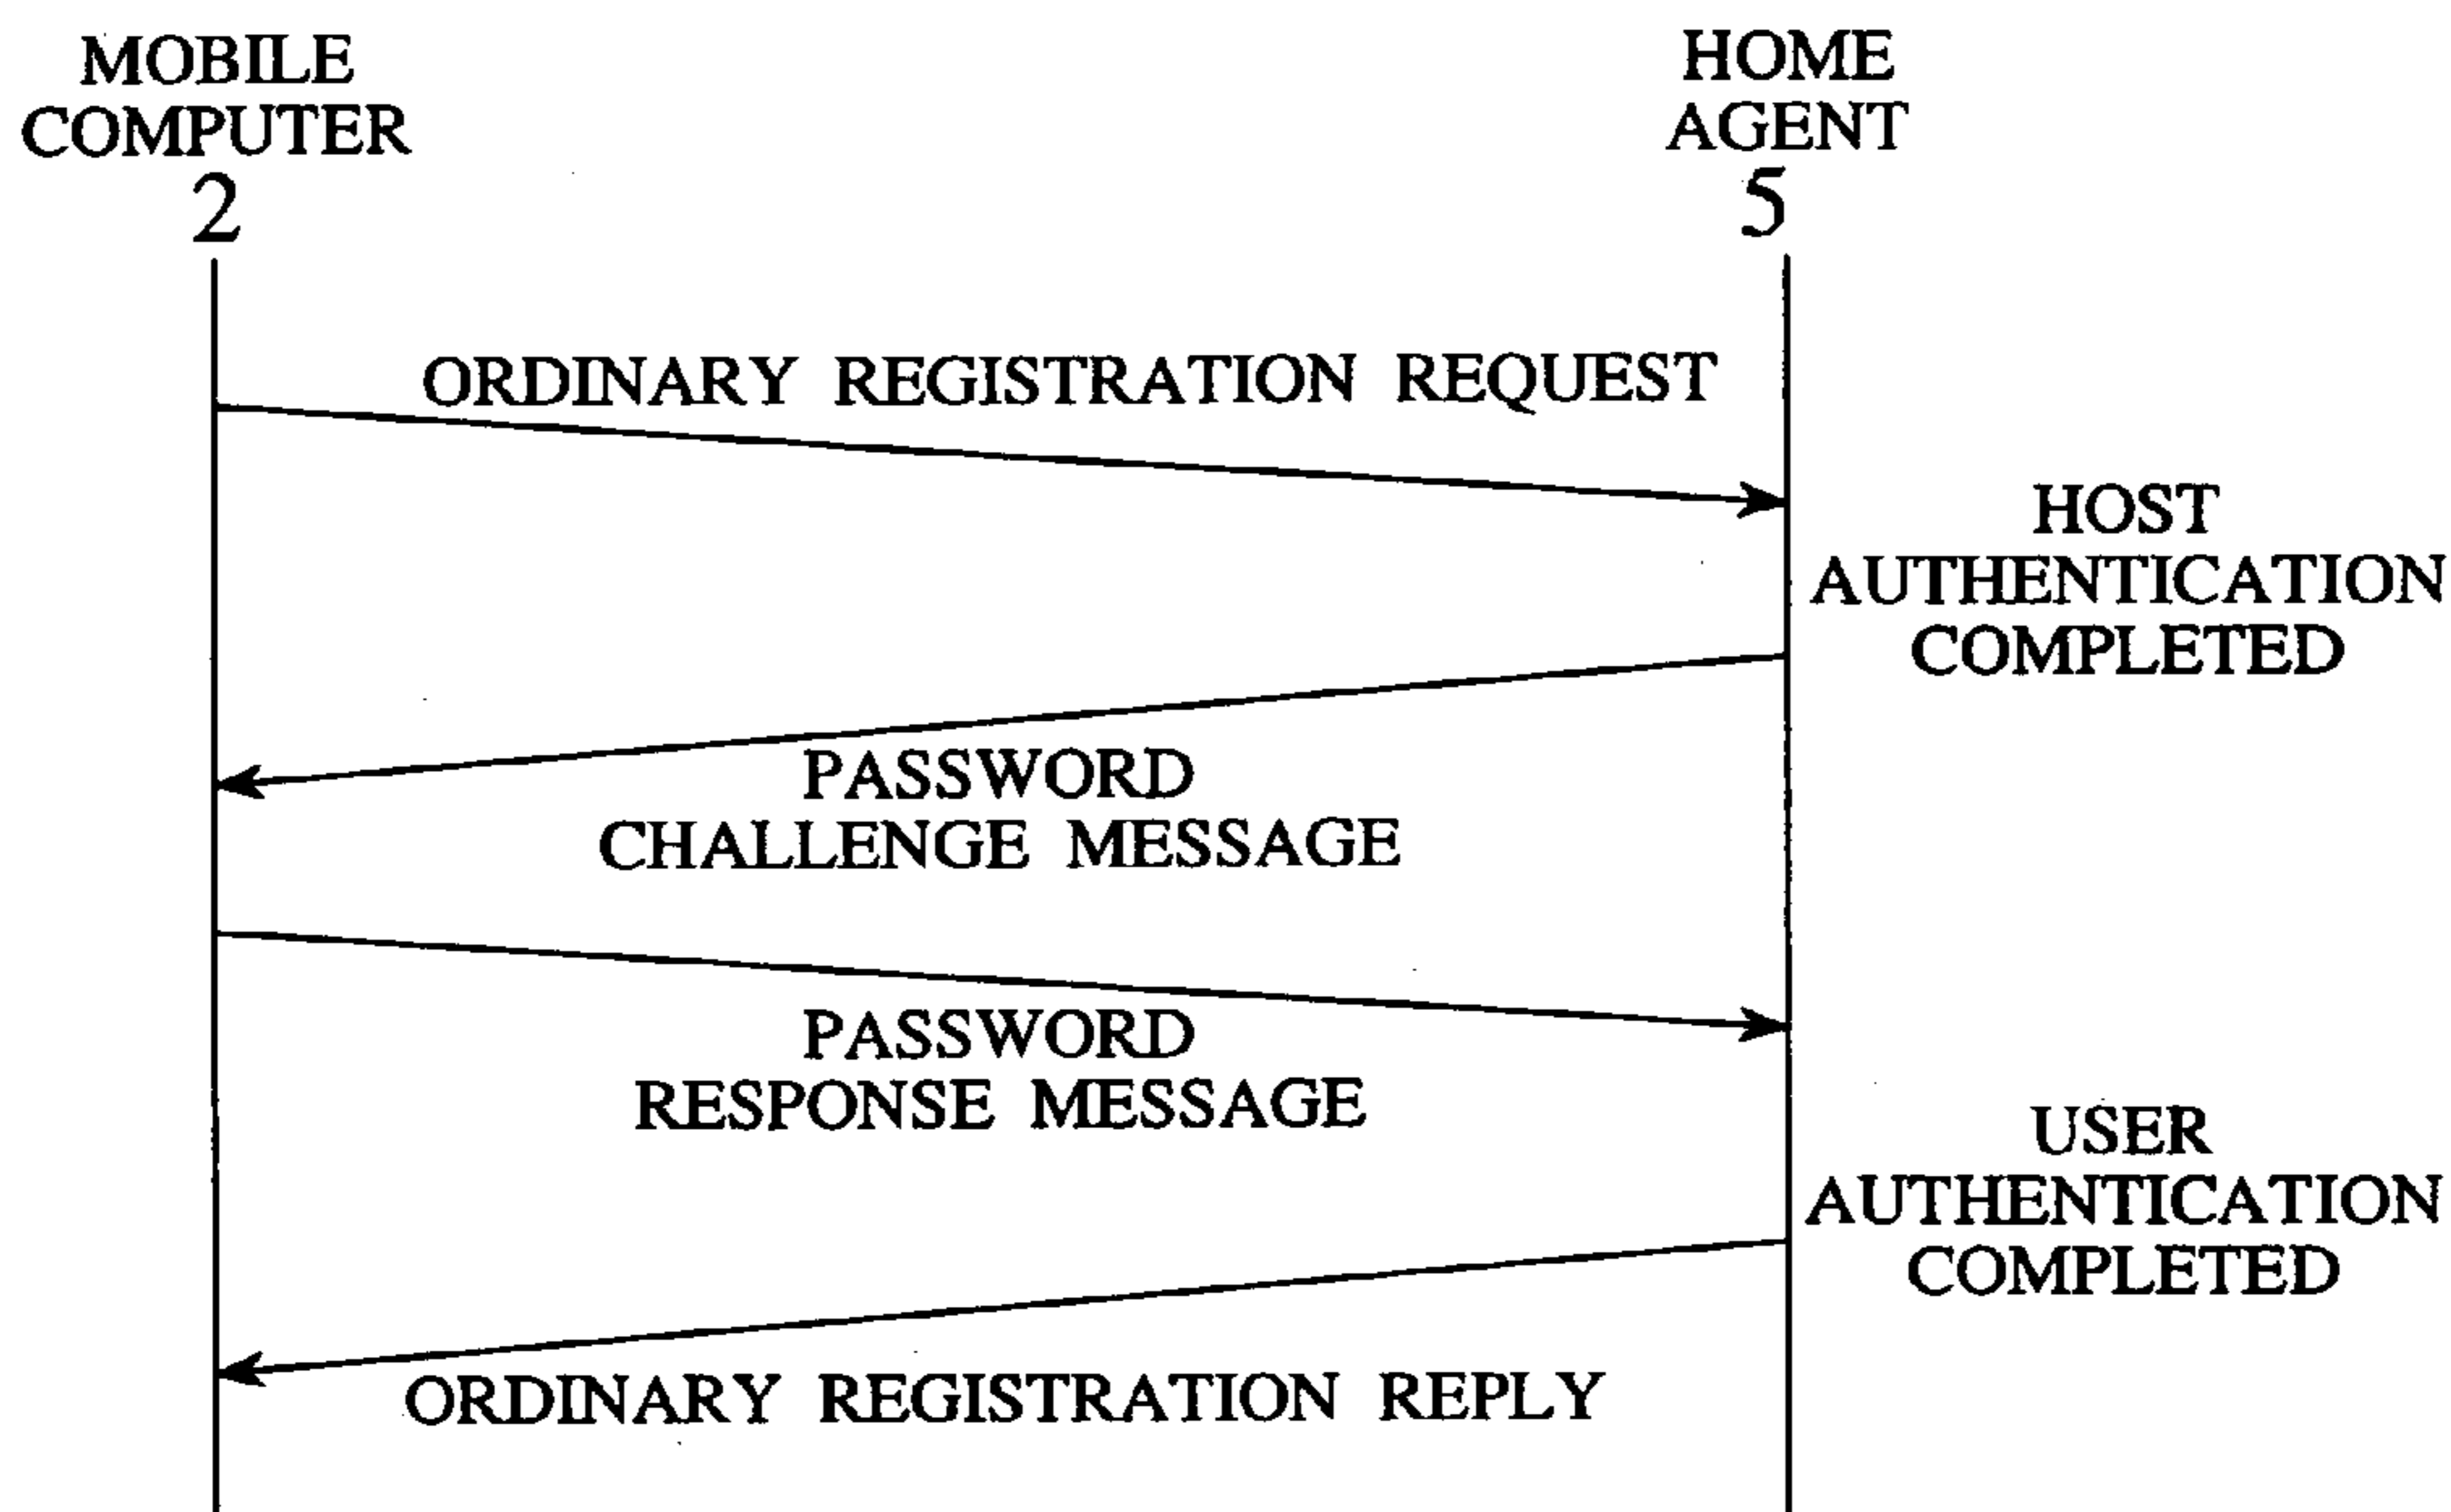 MOBILE
COMPUTER
2
HOME
AGENT
5
ORDINARY REGISTRATION REQUEST
HOST
AUTHENTICATION
COMPLETED
PASSWORD
CHALLENGE MESSAGE
PASSWORD
RESPONSE MESSAGE
USER
AUTHENTICATION
COMPLETED
ORDINARY REGISTRATION REPLY